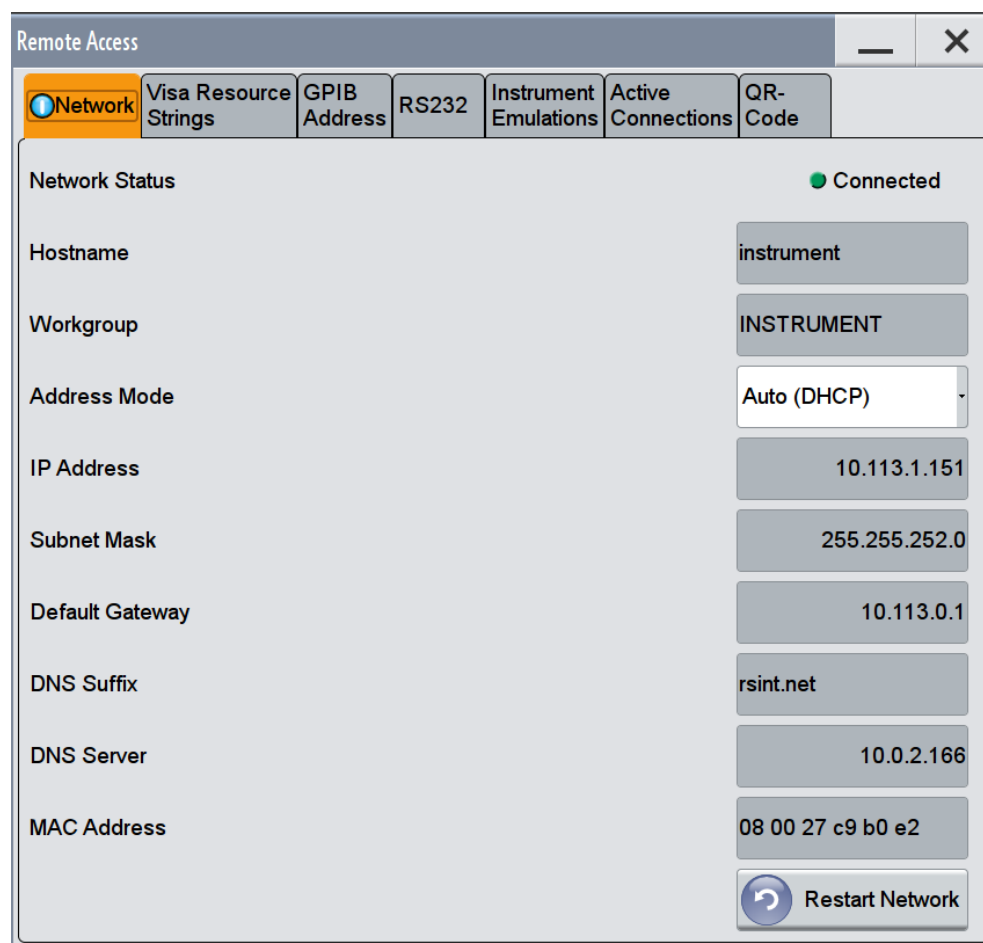 Remote Access
Network
Visa Resource
Strings
GPIB
Address
RS232
Instrument
Emulations
Active
Connections
QR-
Code
Network Status
Connected
Hostname
instrument
Workgroup
INSTRUMENT
Address Mode
Auto (DHCP)
IP Address
10.113.1.151
Subnet Mask
255.255.252.0
Default Gateway
10.113.0.1
DNS Suffix
rsint.net
DNS Server
10.0.2.166
MAC Address
08 00 27 c9 b0 e2
Restart Network